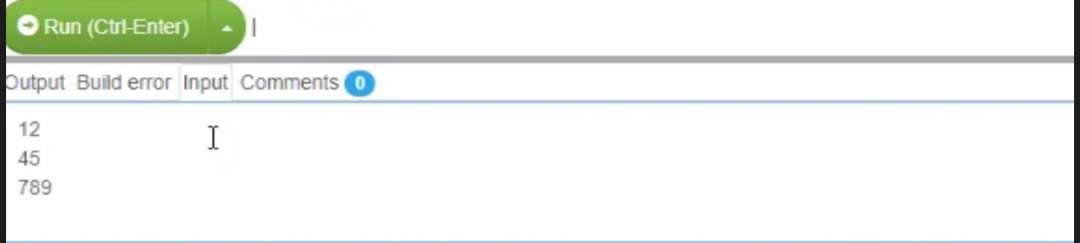 Run (Ctrl-Enter)
Output Build error Input Comments 0
12
45
789